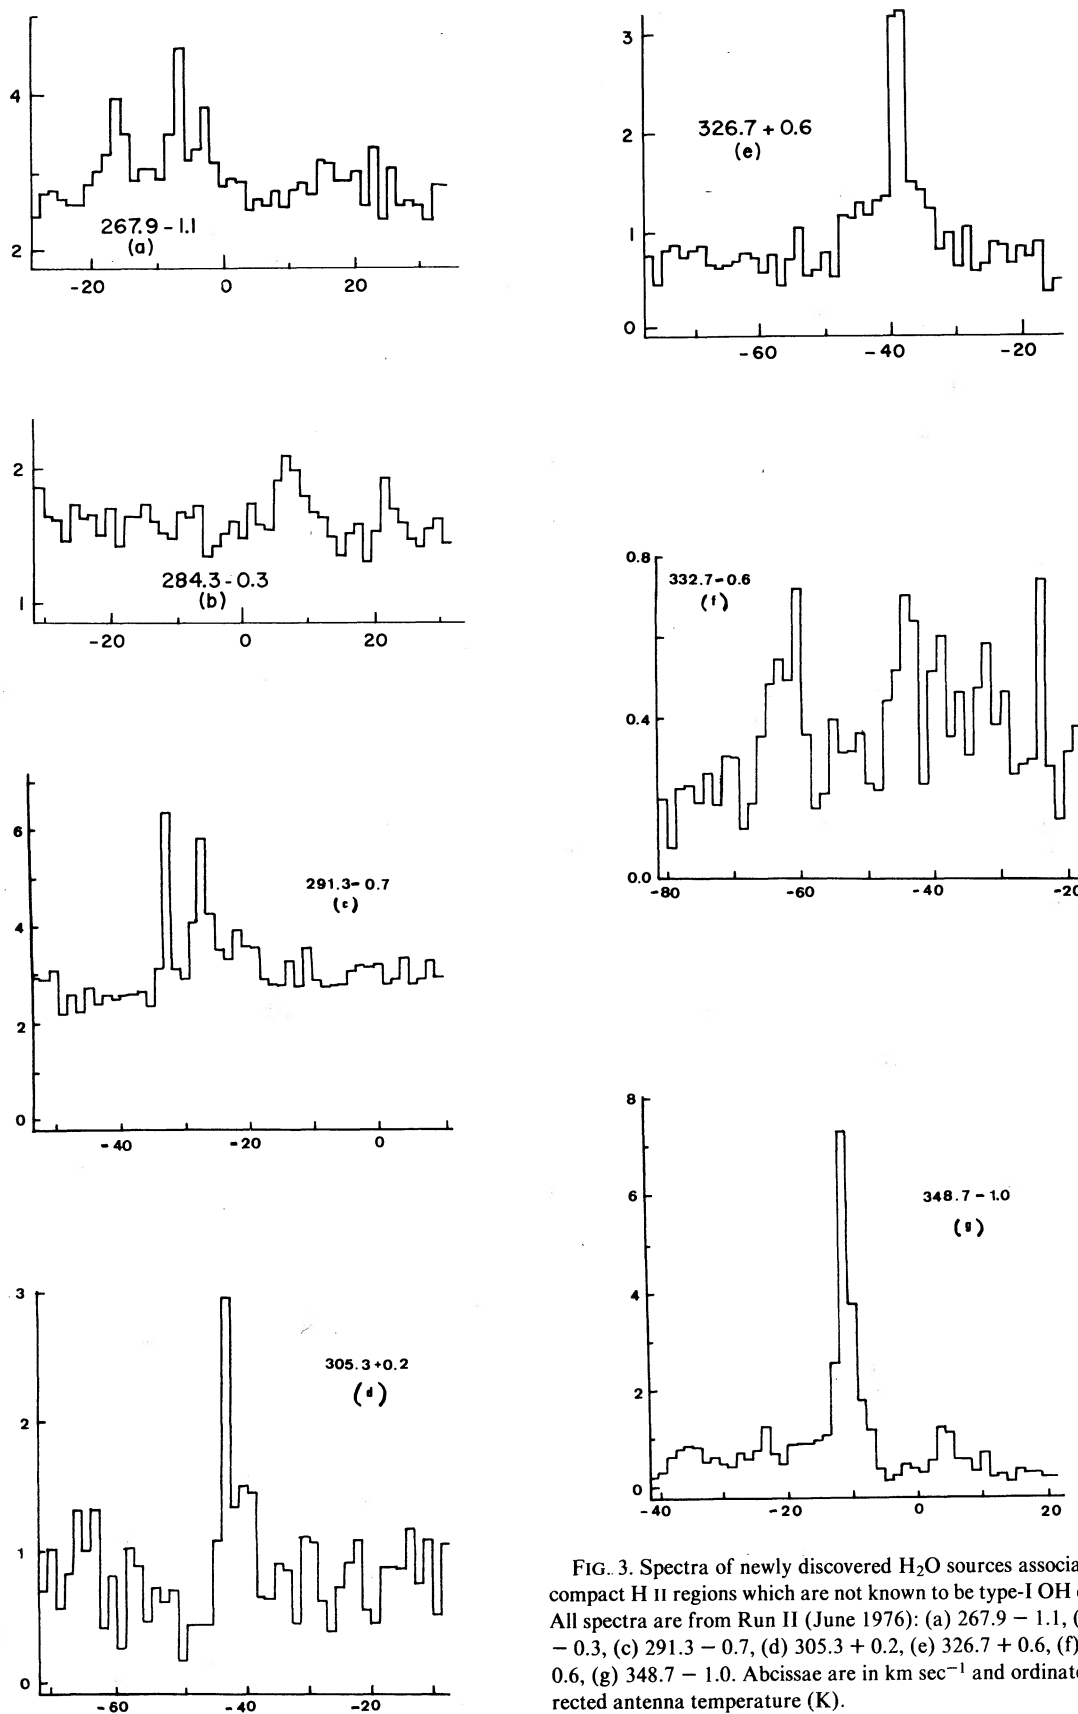 4
2
267.9 - 1.1
(a)
-20 0 20
2
1
284.3 - 0.3
(b)
-20 0 20
6
4
2
0
291.3 - 0.7
(c)
-40 -20 0
3
2
1
0
305.3 +0.2
(d)
-60 -40 -20
3
2
1
0
326.7 + 0.6
(e)
-60 -40 -20
0.8
0.4
0.0
332.7 - 0.6
(f)
-80 -60 -40 -20
8
6
4
2
0
348.7 - 1.0
(g)
-40 -20 0 20
FIG. 3. Spectra of newly discovered H₂O sources associa
compact H II regions which are not known to be type-I OH
All spectra are from Run II (June 1976): (a) 267.9 − 1.1, (
− 0.3, (c) 291.3 − 0.7, (d) 305.3 + 0.2, (e) 326.7 + 0.6, (f)
0.6, (g) 348.7 − 1.0. Abcissae are in km sec⁻¹ and ordinate
rected antenna temperature (K).